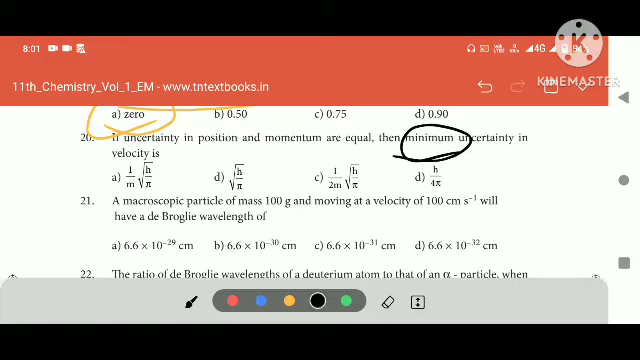 8:01
4G
54%
KINEMASTER
11th_Chemistry_Vol_1_EM - www.tntextbooks.in
a) zero b) 0.50 c) 0.75 d) 0.90
20. If uncertainty in position and momentum are equal, then minimum uncertainty in
velocity is
a) 1/m √h/π d) √h/π c) 1/2m √h/π d) h/4π
21. A macroscopic particle of mass 100 g and moving at a velocity of 100 cm s⁻¹ will
have a de Broglie wavelength of
a) 6.6 × 10⁻²⁹ cm b) 6.6 × 10⁻³⁰ cm c) 6.6 × 10⁻³¹ cm d) 6.6 × 10⁻³² cm
22. The ratio of de Broglie wavelengths of a deuterium atom to that of an α - particle, when